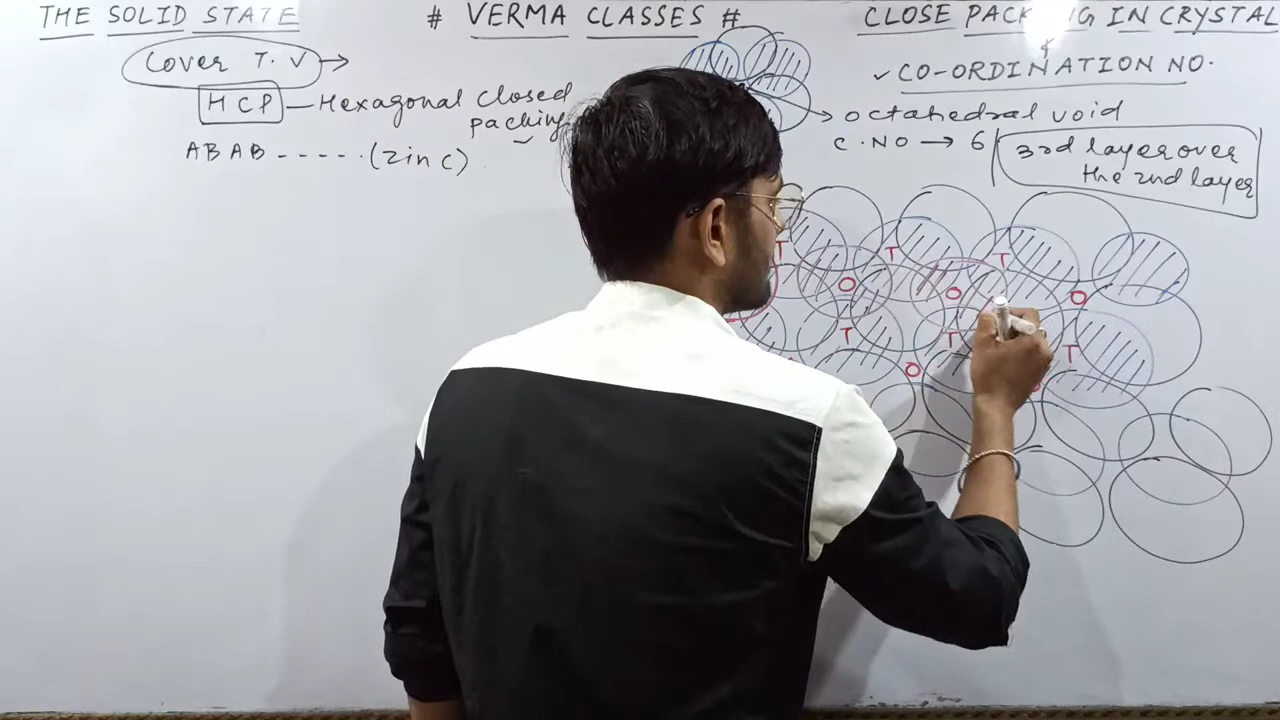 THE SOLID STATE
# VERMA CLASSES #
CLOSE PAC G IN CRYSTAL
&
✓ CO-ORDINATION NO.
Cover T.V →
HCP — Hexagonal closed
packing
ABAB ------ (zinc)
→ octahedral void
C.NO → 6
3rd layer over
the 2nd layer
T T T
O O O
T T T
O